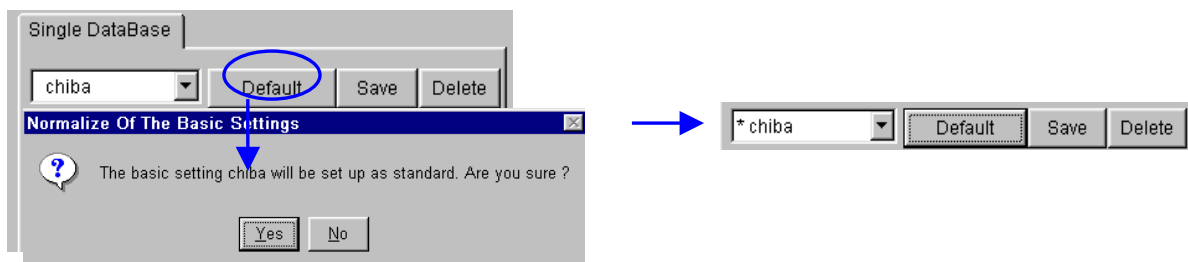 Single DataBase
chiba Default Save Delete
Normalize Of The Basic Settings
The basic setting chiba will be set up as standard. Are you sure ?
Yes No
* chiba Default Save Delete